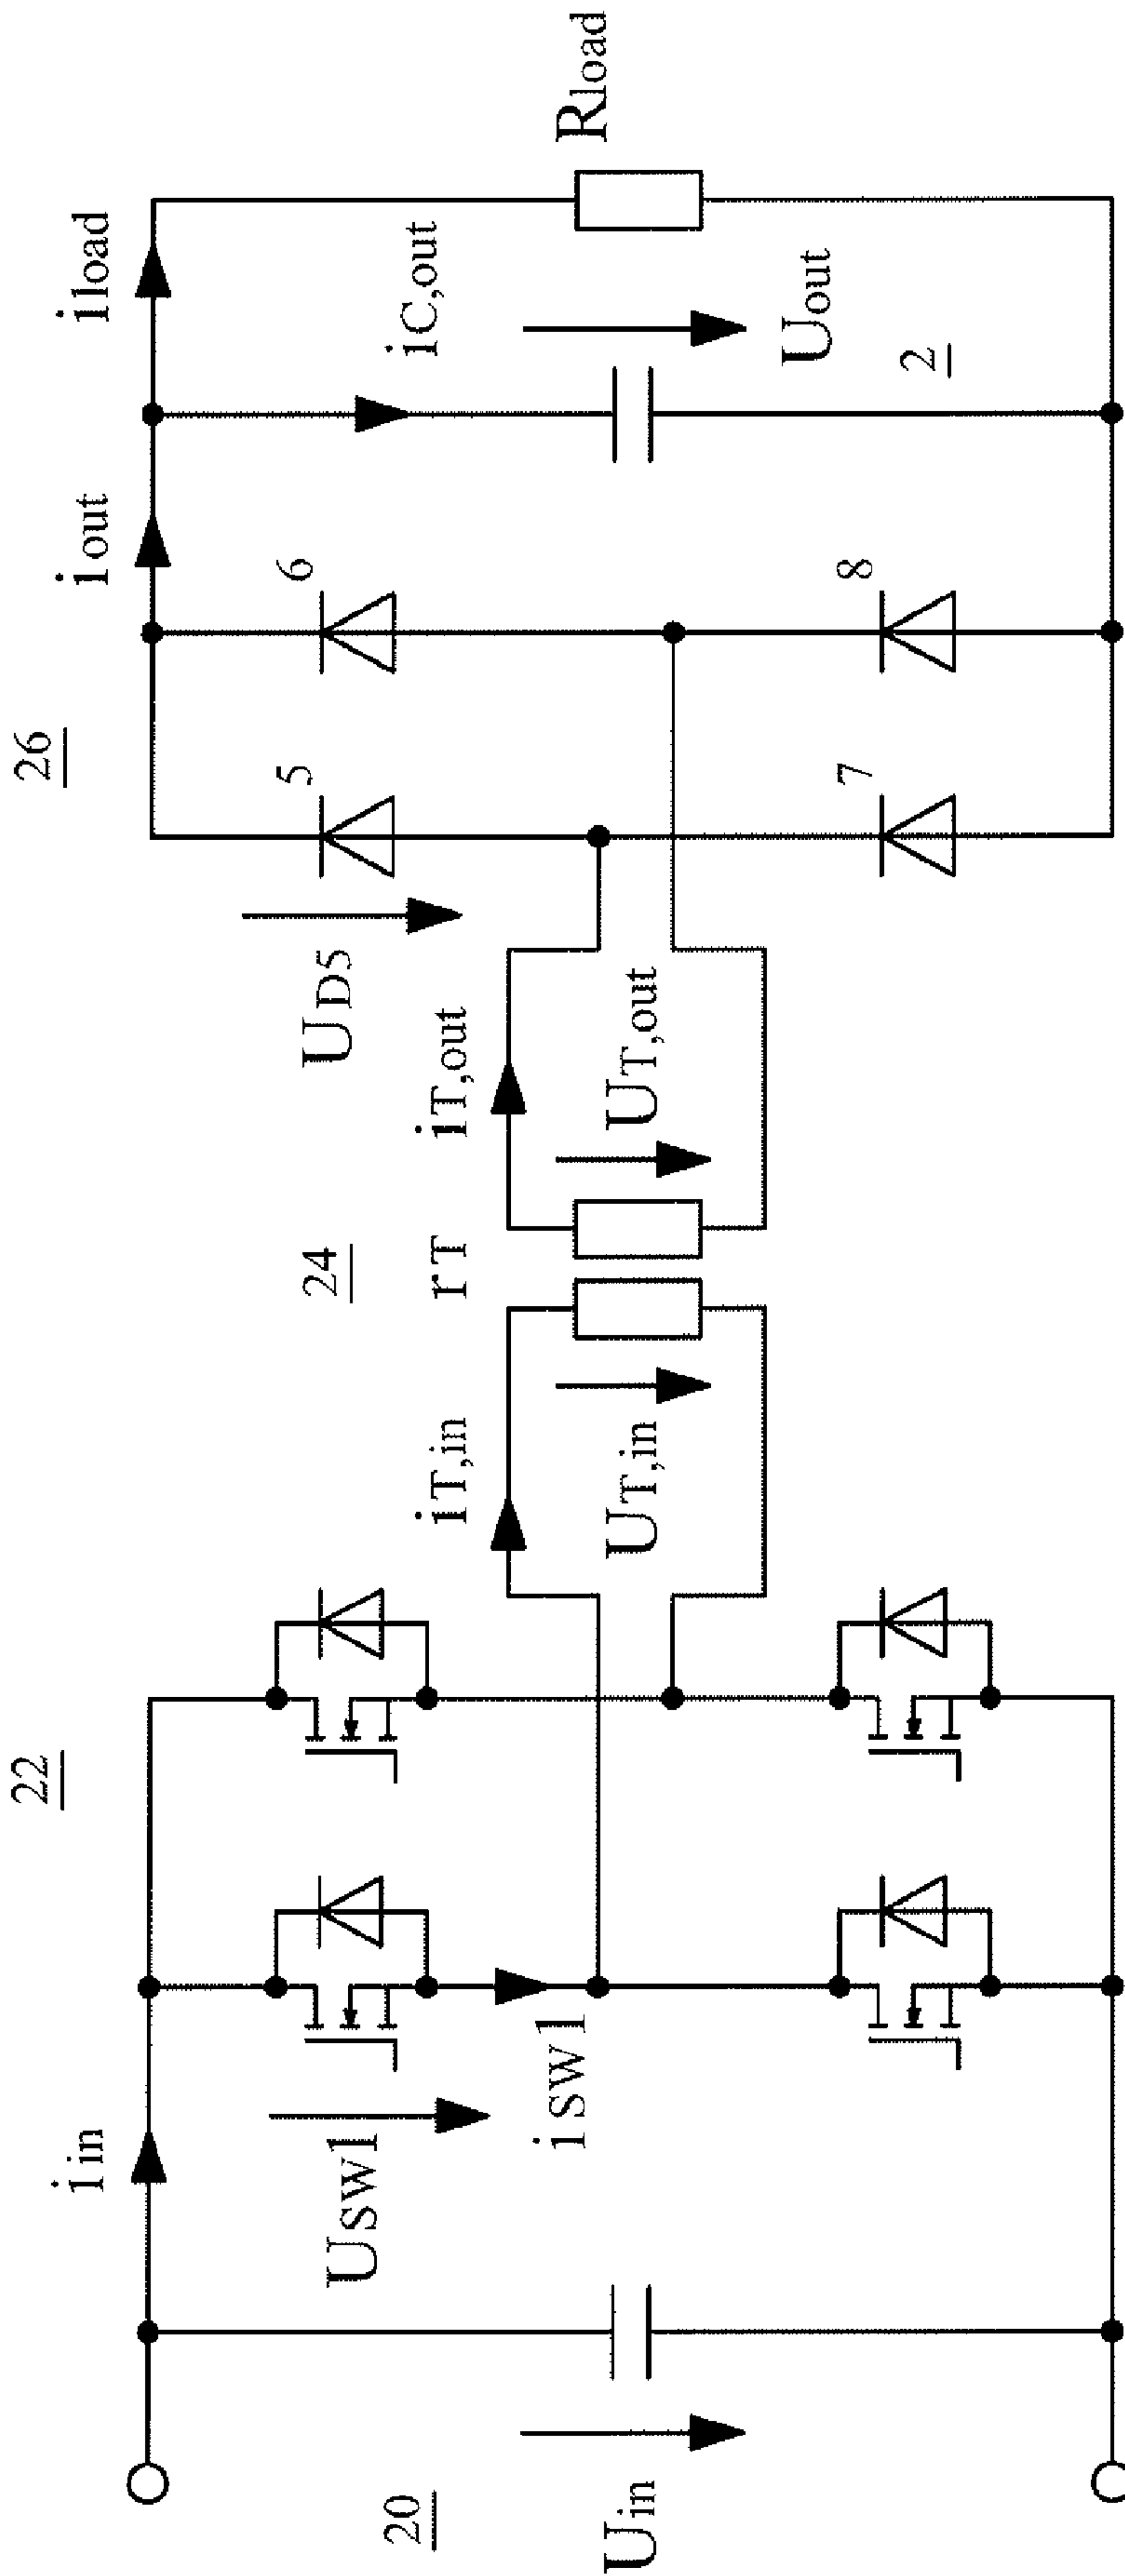 20
Uin
iin
USW1
iSW1
22
iT,in
UT,in
24
rT
iT,out
UT,out
UD5
26
5
6
7
8
iout
iC,out
iload
Uout
2
Rload